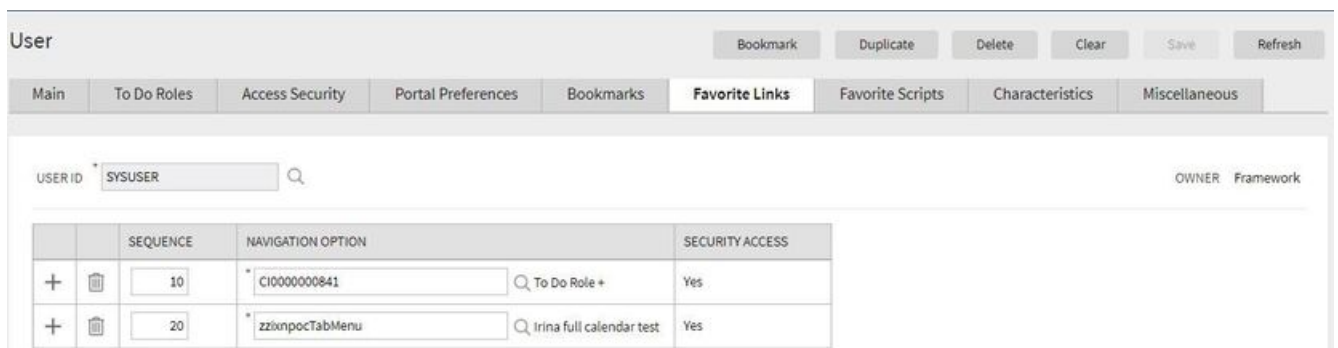 User
Bookmark Duplicate Delete Clear Save Refresh
Main To Do Roles Access Security Portal Preferences Bookmarks Favorite Links Favorite Scripts Characteristics Miscellaneous
USER ID * SYSUSER OWNER Framework
SEQUENCE NAVIGATION OPTION SECURITY ACCESS
+ 10 * CI0000000841 To Do Role + Yes
+ 20 * zzixnpocTabMenu Irina full calendar test Yes